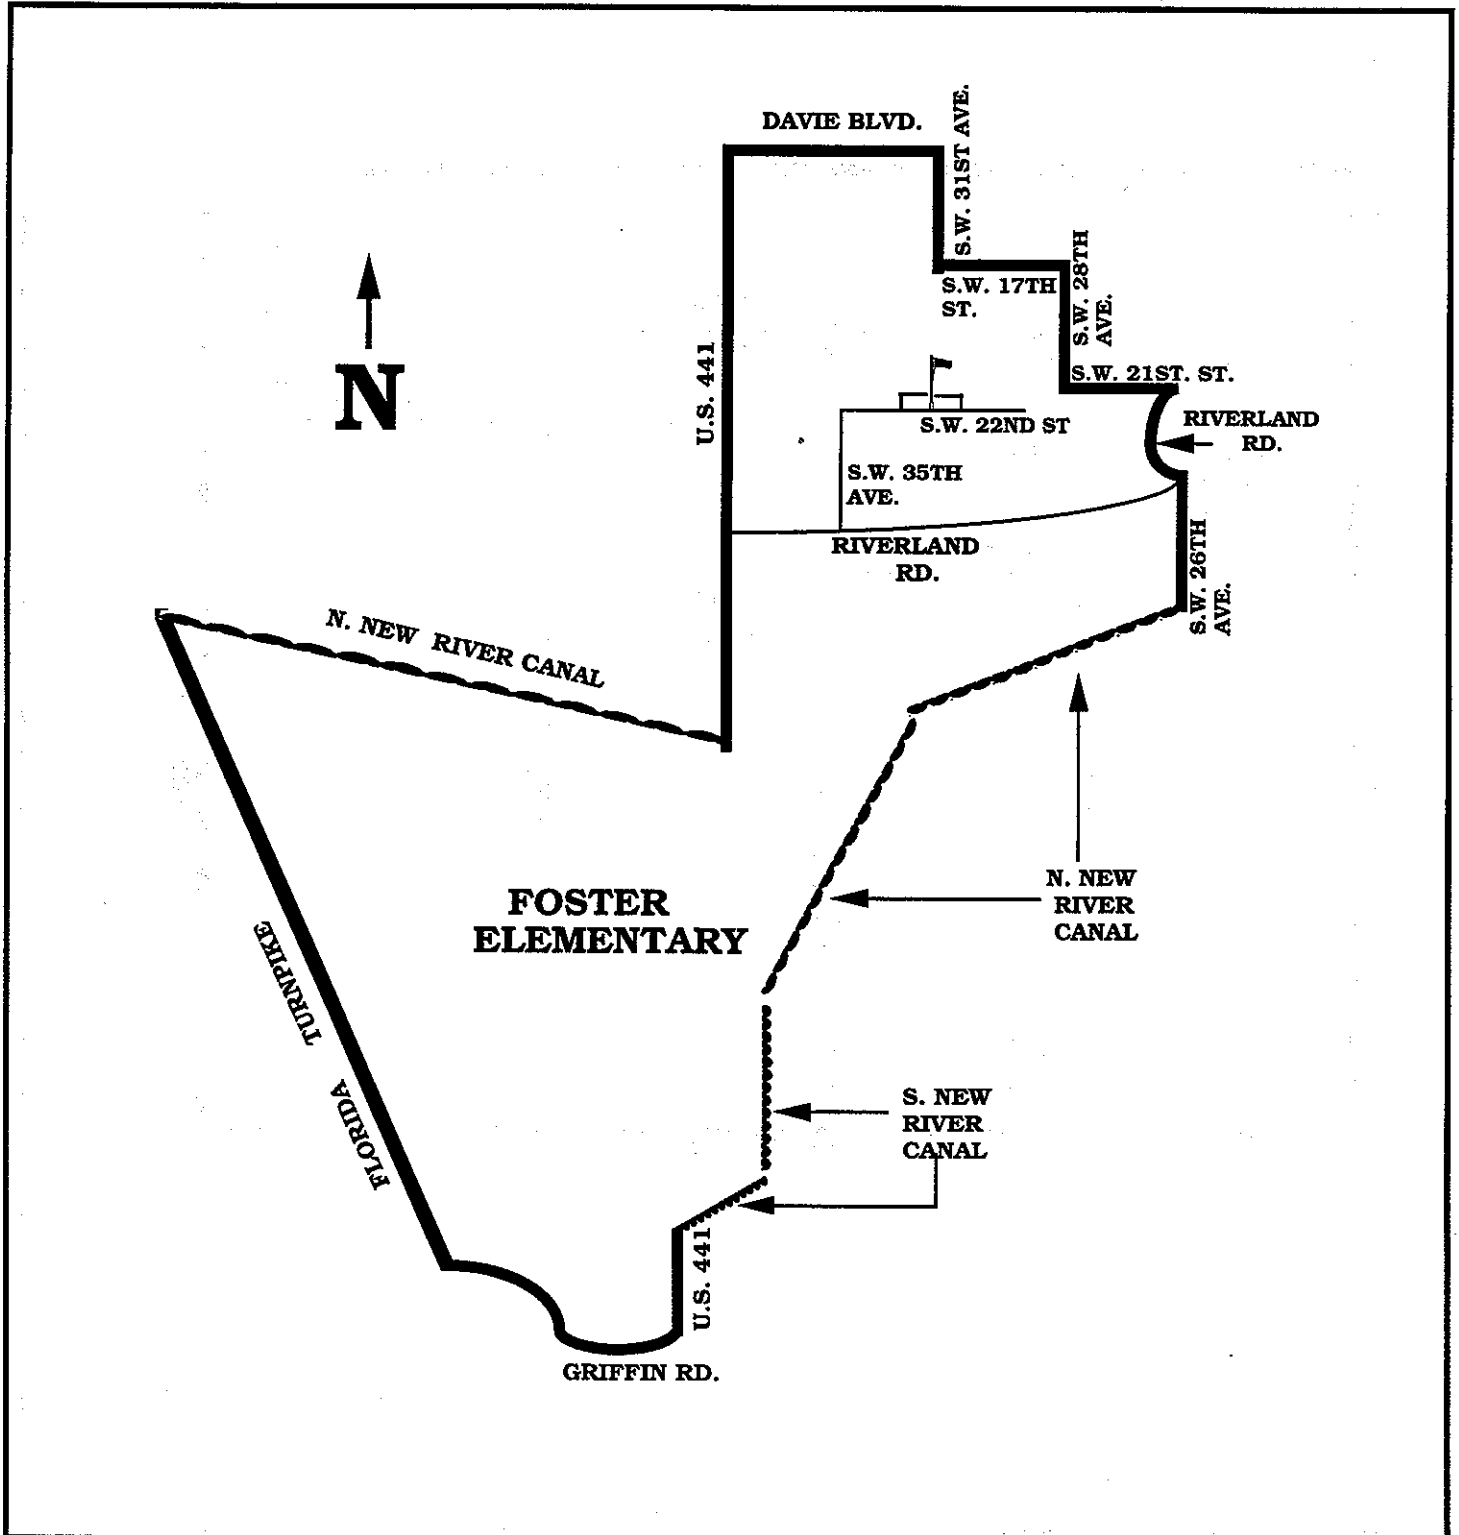 DAVIE BLVD.
S.W. 31ST AVE.
S.W. 17TH
ST.
S.W. 28TH
AVE.
N
U.S. 441
S.W. 21ST. ST.
RIVERLAND
RD.
S.W. 22ND ST
S.W. 35TH
AVE.
RIVERLAND
RD.
S.W. 26TH
AVE.
N. NEW RIVER CANAL
N. NEW
RIVER
CANAL
FOSTER
ELEMENTARY
FLORIDA TURNPIKE
S. NEW
RIVER
CANAL
U.S. 441
GRIFFIN RD.